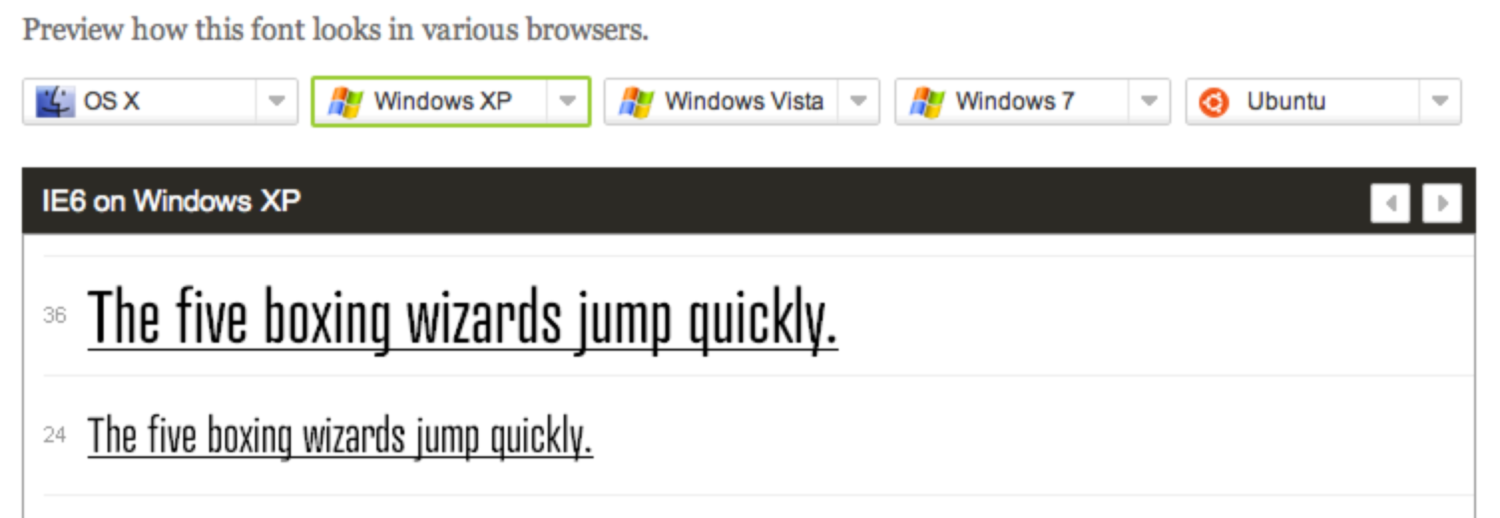 Preview how this font looks in various browsers.
OS X Windows XP Windows Vista Windows 7 Ubuntu
IE6 on Windows XP
36 The five boxing wizards jump quickly.
24 The five boxing wizards jump quickly.